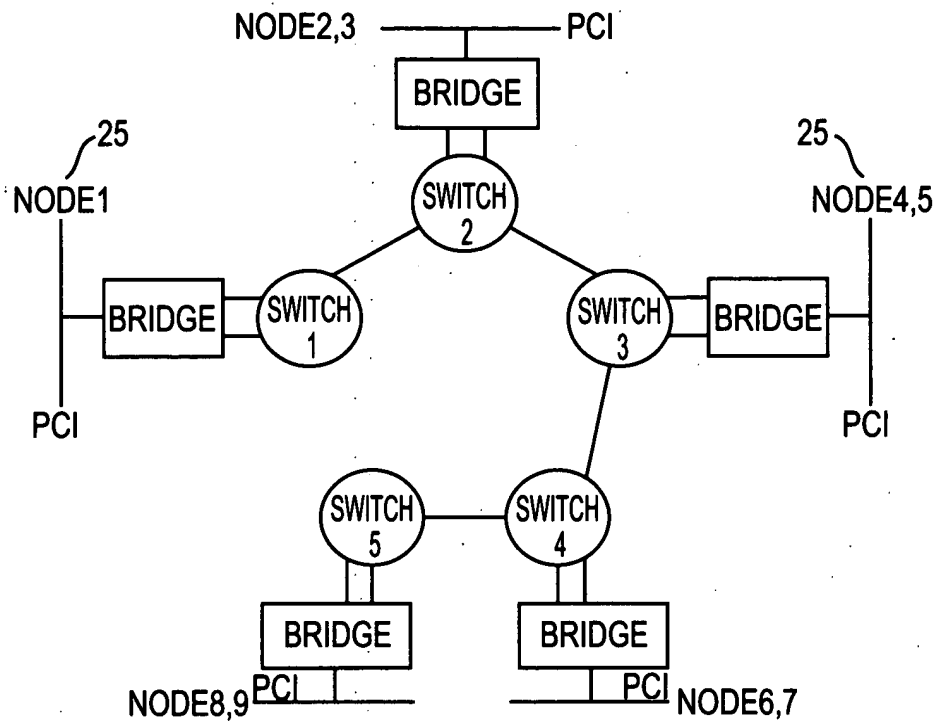 NODE2,3 PCI
BRIDGE
25
25
NODE1
SWITCH
2
NODE4,5
BRIDGE
SWITCH
1
SWITCH
3
BRIDGE
PCI
PCI
SWITCH
5
SWITCH
4
BRIDGE
BRIDGE
NODE8,9 PCI
PCI NODE6,7